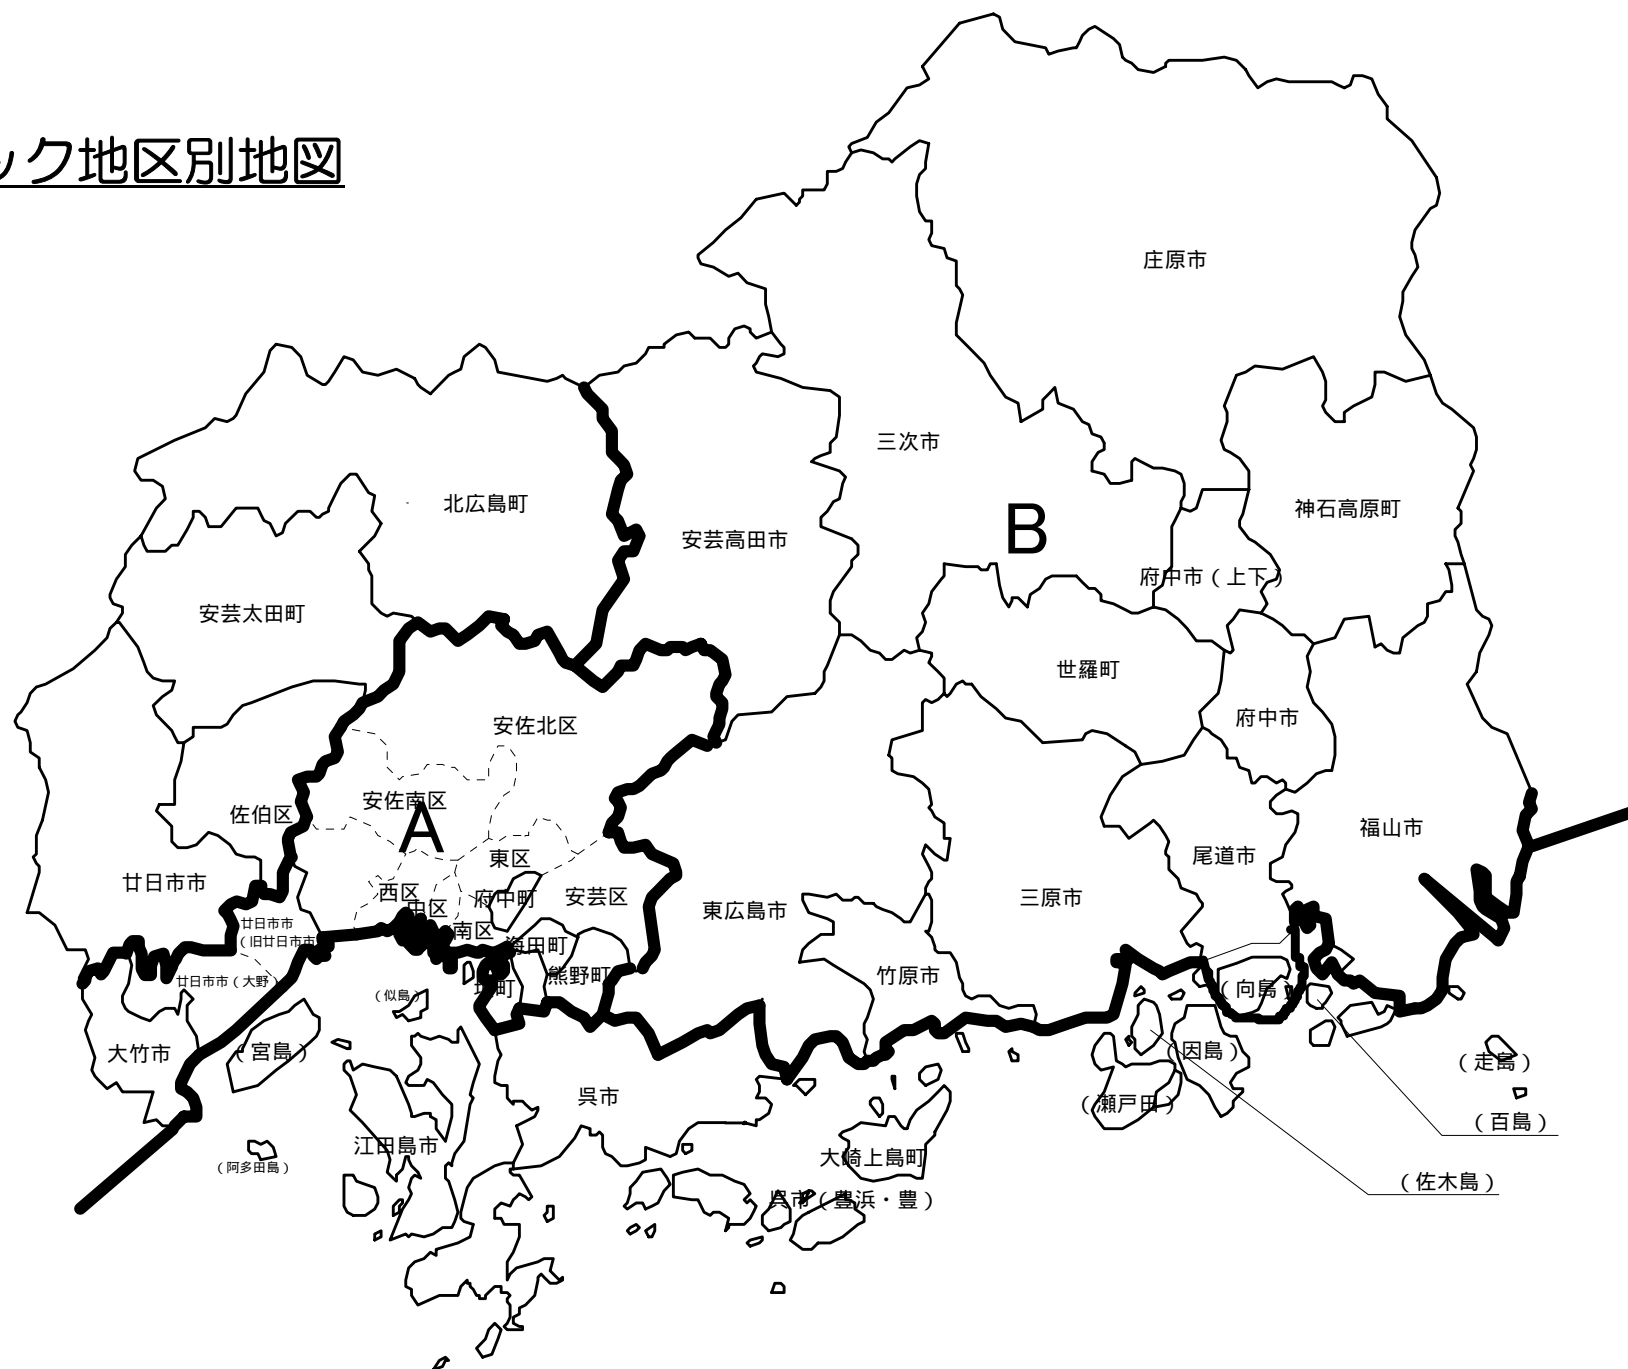 ック地区別地図
庄原市
三次市
B
北広島町
神石高原町
安芸高田市
府中市（上下）
安芸太田町
世羅町
府中市
安佐北区
安佐南区
A
佐伯区
福山市
東区
尾道市
廿日市市
西区
中区
府中町
安芸区
三原市
東広島市
廿日市市
（旧廿日市市）
南区
海田町
熊野町
竹原市
廿日市市（大野）
（似島）
（向島）
大竹市
（宮島）
（因島）
（走島）
呉市
（瀬戸田）
（百島）
江田島市
（阿多田島）
大崎上島町
（佐木島）
呉市（豊浜・豊）